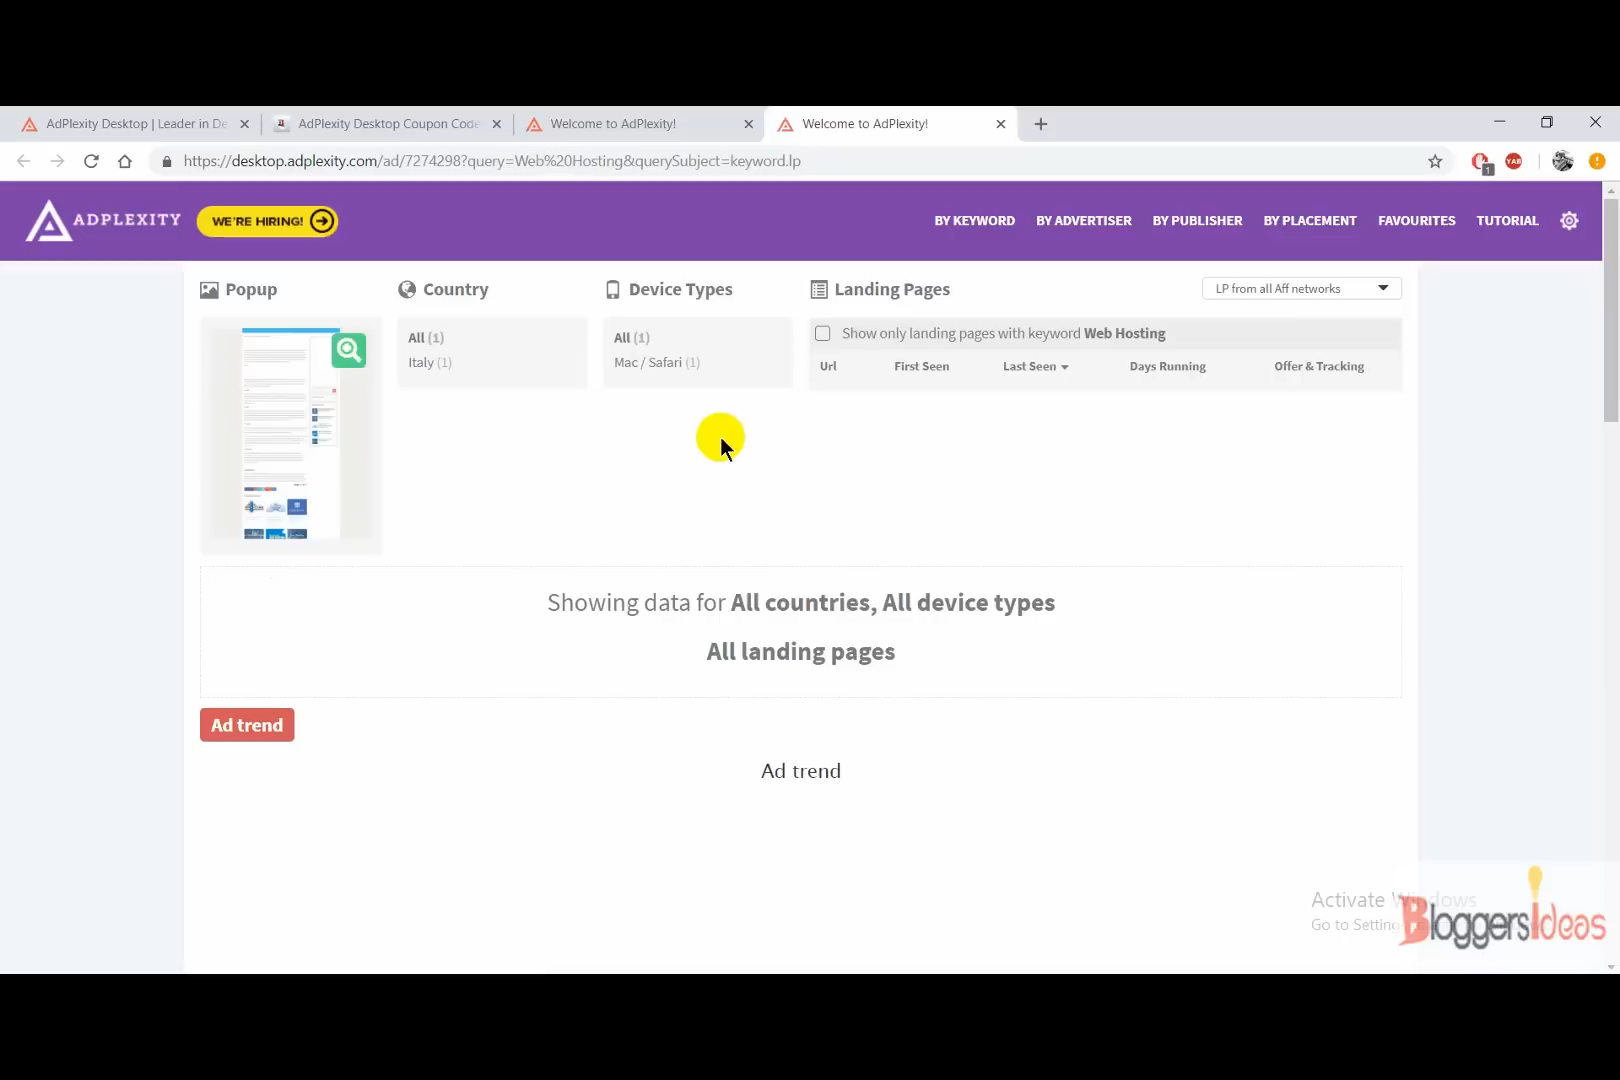 AdPlexity Desktop | Leader in De
AdPlexity Desktop Coupon Code
Welcome to AdPlexity!
Welcome to AdPlexity!
https://desktop.adplexity.com/ad/7274298?query=Web%20Hosting&querySubject=keyword.lp
1
YAB
ADPLEXITY
WE'RE HIRING!
BY KEYWORD
BY ADVERTISER
BY PUBLISHER
BY PLACEMENT
FAVOURITES
TUTORIAL
Popup
Country
Device Types
Landing Pages
LP from all Aff networks
All (1)
Italy (1)
All (1)
Mac / Safari (1)
Show only landing pages with keyword Web Hosting
Url
First Seen
Last Seen
Days Running
Offer & Tracking
Showing data for All countries, All device types
All landing pages
Ad trend
Ad trend
Activate Windows
Go to Setting
BloggersIdeas